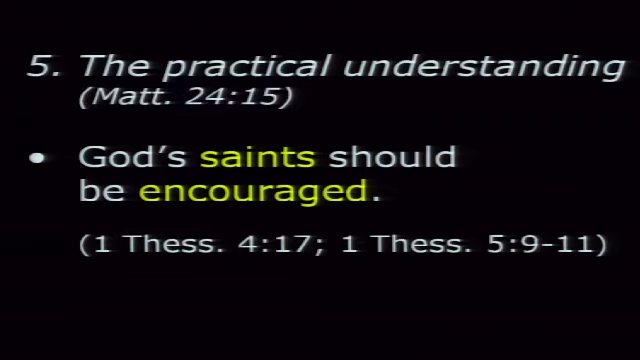 5. The practical understanding
(Matt. 24:15)
• God's saints should
be encouraged.
(1 Thess. 4:17; 1 Thess. 5:9-11)